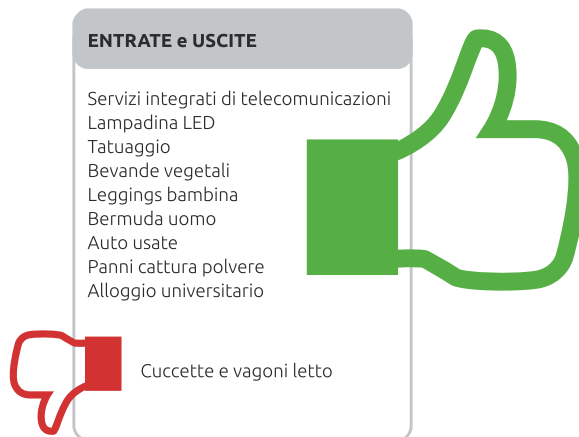 ENTRATE e USCITE
Servizi integrati di telecomunicazioni
Lampadina LED
Tatuaggio
Bevande vegetali
Leggings bambina
Bermuda uomo
Auto usate
Panni cattura polvere
Alloggio universitario
Cuccette e vagoni letto